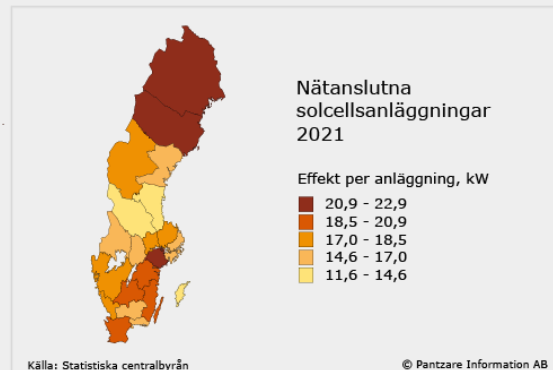 Nätanslutna
solcellsanläggningar
2021
Effekt per anläggning, kW
20,9 - 22,9
18,5 - 20,9
17,0 - 18,5
14,6 - 17,0
11,6 - 14,6
Källa: Statistiska centralbyrån
© Pantzare Information AB